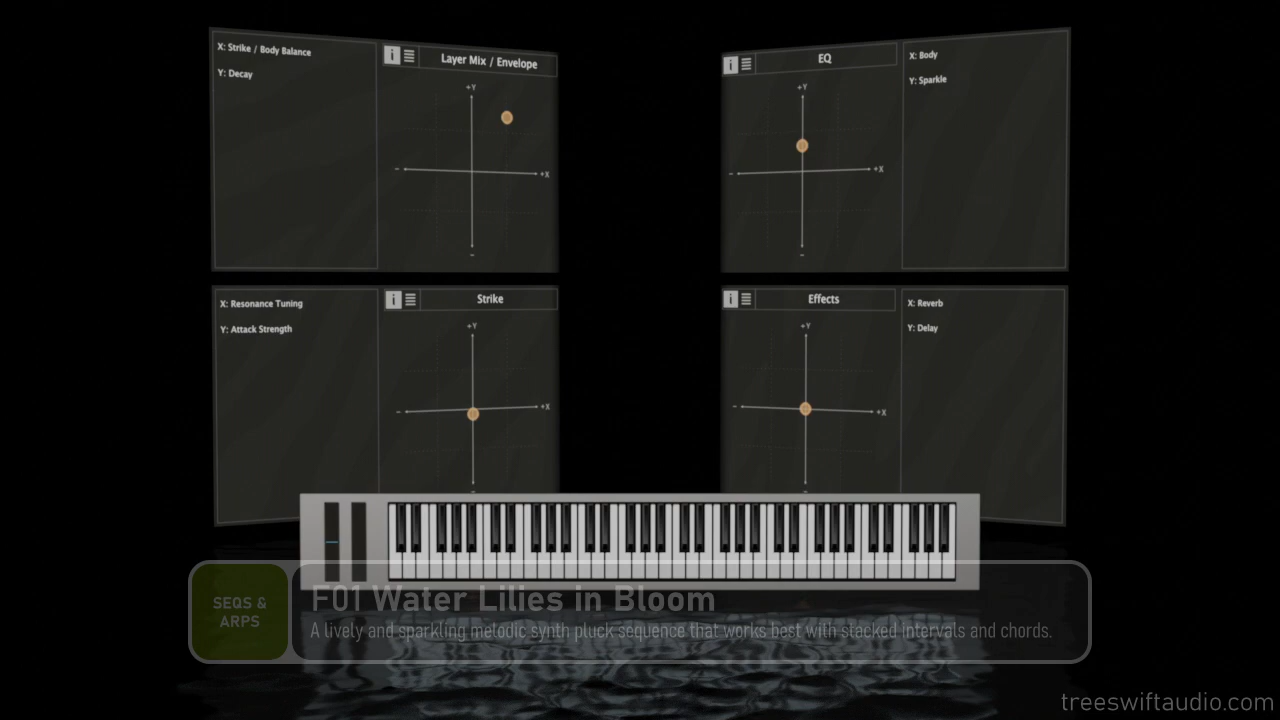 X: Strike / Body Balance
Y: Decay
i
Layer Mix / Envelope
+Y
-
+X
-
i
EQ
+Y
-
+X
-
X: Body
Y: Sparkle
X: Resonance Tuning
Y: Attack Strength
i
Strike
+Y
-
+X
-
i
Effects
+Y
-
+X
-
X: Reverb
Y: Delay
SEQS &
ARPS
F01 Water Lilies in Bloom
A lively and sparkling melodic synth pluck sequence that works best with stacked intervals and chords.
treeswiftaudio.com